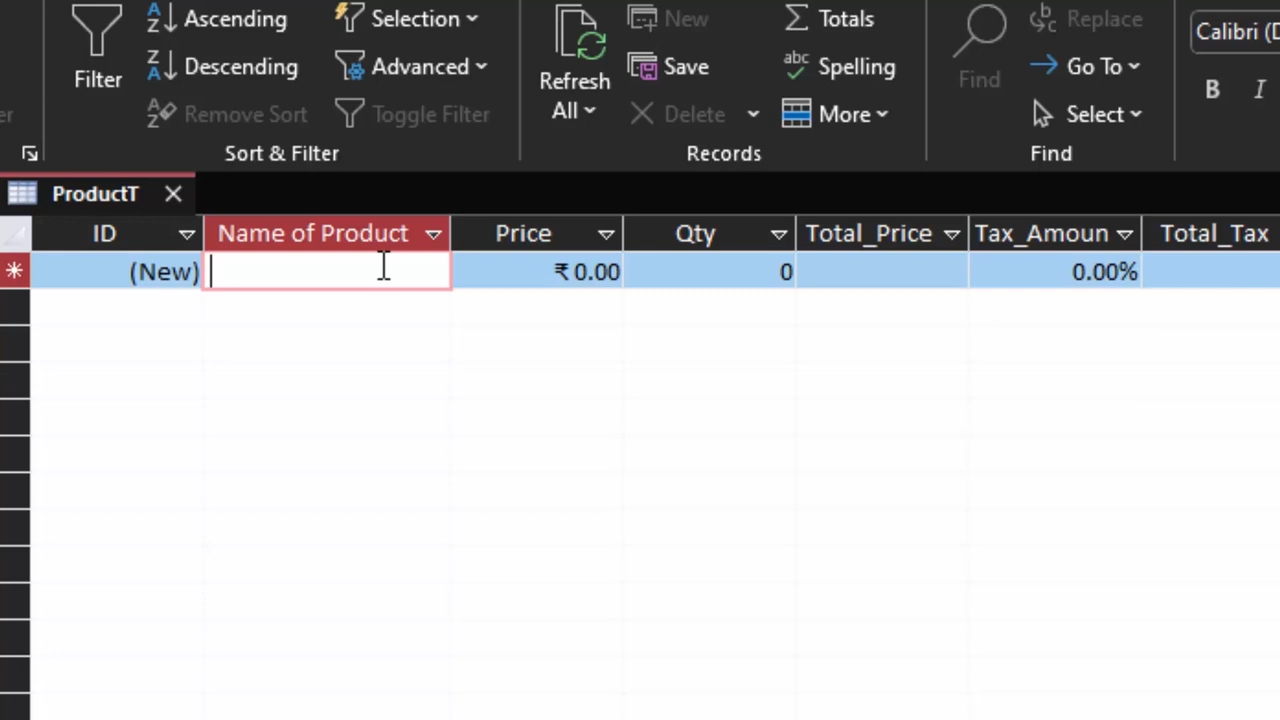 Filter
Ascending
Descending
Remove Sort
Selection
Advanced
Toggle Filter
Sort & Filter
Refresh
All
New
Save
Delete
Totals
abc
Spelling
More
Records
Find
Replace
Go To
Select
Find
Calibri (D
B I
ProductT
ID Name of Product Price Qty Total_Price Tax_Amoun Total_Tax
(New) ₹ 0.00 0 0.00%